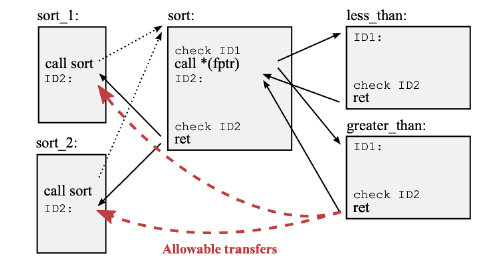 sort_1:
call sort
ID2:
sort_2:
call sort
ID2:
sort:
check ID1
call *(fptr)
ID2:
check ID2
ret
less_than:
ID1:
check ID2
ret
greater_than:
ID1:
check ID2
ret
Allowable transfers